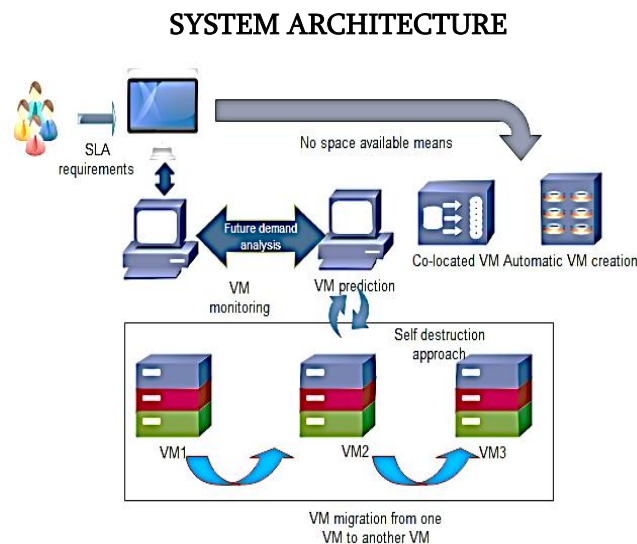 SYSTEM ARCHITECTURE
SLA
requirements
No space available means
Future demand
analysis
Co-located VM
Automatic VM creation
VM
monitoring
VM prediction
Self destruction
approach
VM1
VM2
VM3
VM migration from one
VM to another VM